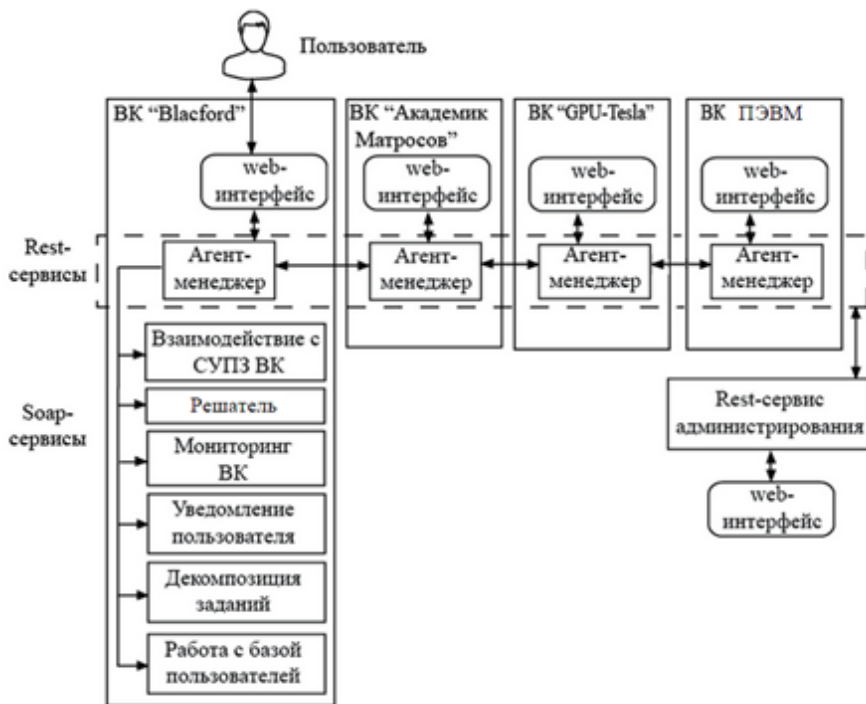 Пользователь
ВК “Blacford”
web-
интерфейс
ВК “Академик
Матросов”
web-
интерфейс
ВК “GPU-Tesla”
web-
интерфейс
ВК ПЭВМ
web-
интерфейс
Rest-
сервисы
Агент-
менеджер
Агент-
менеджер
Агент-
менеджер
Агент-
менеджер
Soap-
сервисы
Взаимодействие с
СУПЗ ВК
Решатель
Мониторинг
ВК
Уведомление
пользователя
Декомпозиция
заданий
Работа с базой
пользователей
Rest-сервис
администрирования
web-
интерфейс